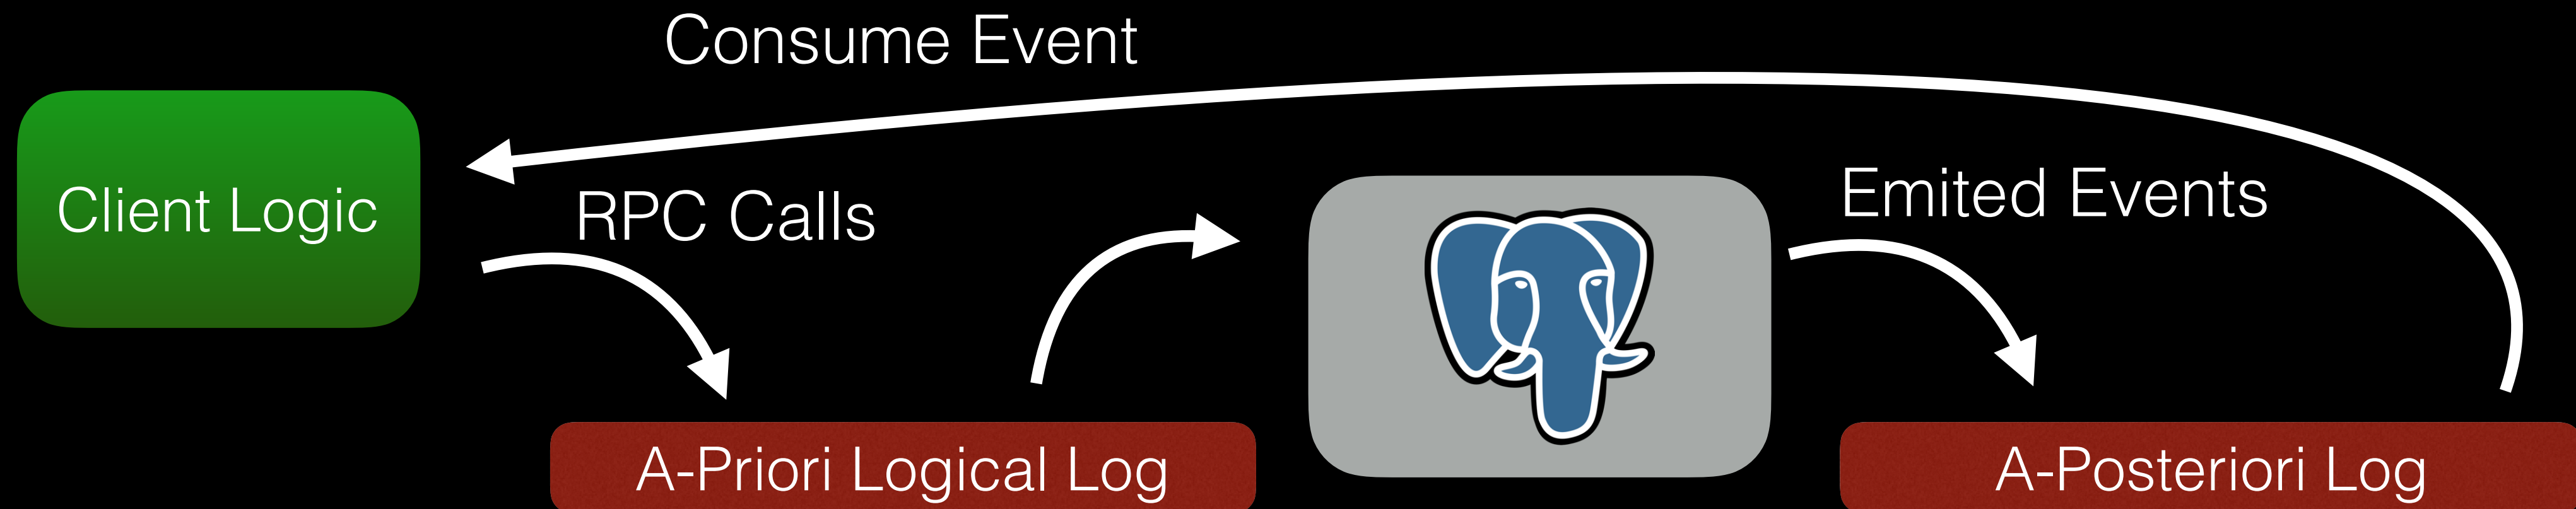 Consume Event
Client Logic
RPC Calls
Emited Events
A-Priori Logical Log
A-Posteriori Log